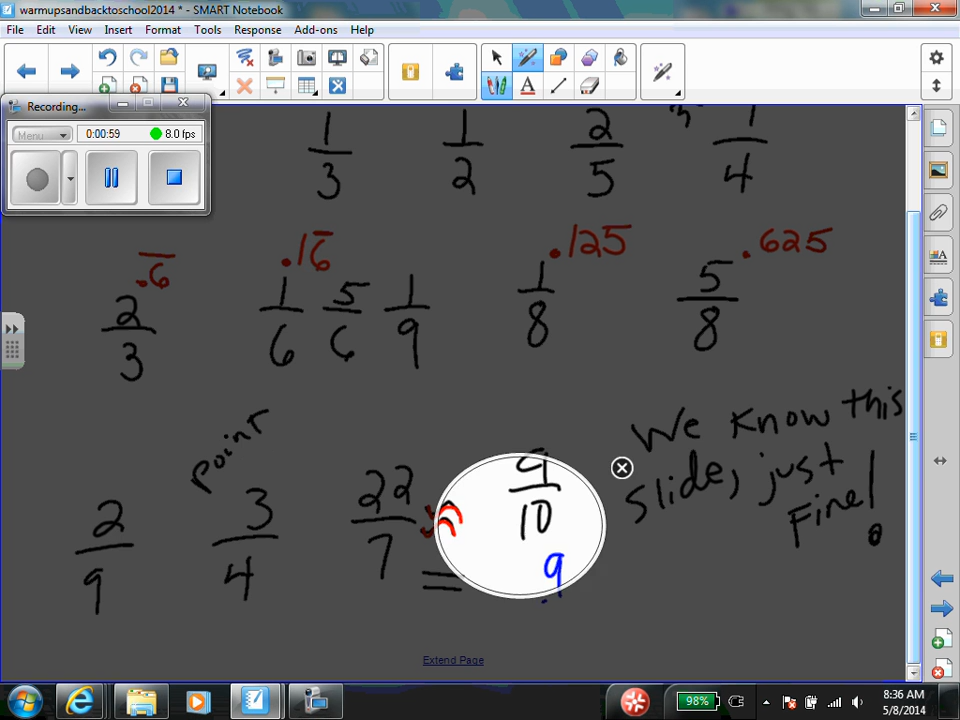 warmupsandbacktoschool2014 * - SMART Notebook
File Edit View Insert Format Tools Response Add-ons Help
Recording...
Menu 0:00:59 8.0 fps
1/3 1/2 2/5 1/4
.6̅ .16̅ .125 .625
2/3 1/6 5/6 1/9 1/8 5/8
point
We know this
slide, just
fine!
2/9 3/4 22/7 ≈ 9/10
= .9
Extend Page
98% 8:36 AM
5/8/2014